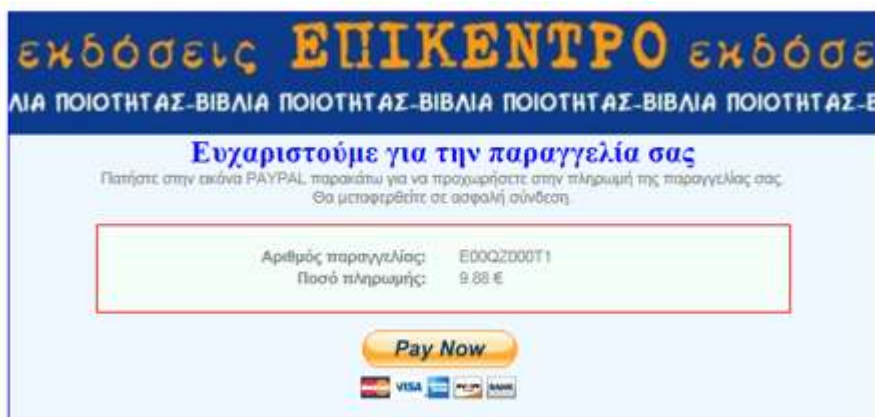 εκδόσεις ΕΠΙΚΕΝΤΡΟ εκδόσε
ΛΙΑ ΠΟΙΟΤΗΤΑΣ-ΒΙΒΛΙΑ ΠΟΙΟΤΗΤΑΣ-ΒΙΒΛΙΑ ΠΟΙΟΤΗΤΑΣ-ΒΙΒΛΙΑ ΠΟΙΟΤΗΤΑΣ-Β
Ευχαριστούμε για την παραγγελία σας
Πατήστε στην εικόνα PAYPAL παρακάτω για να προχωρήσετε στην πληρωμή της παραγγελίας σας.
Θα μεταφερθείτε σε ασφαλή σύνδεση.
Αριθμός παραγγελίας: E00QZ000T1
Ποσό πληρωμής: 9.88 €
Pay Now
VISA BANK